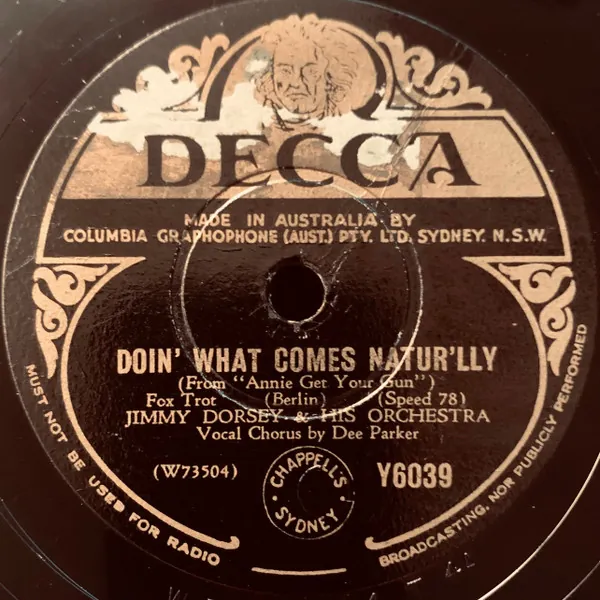 DECCA
MADE IN AUSTRALIA BY
COLUMBIA GRAPHOPHONE (AUST.) PTY. LTD. SYDNEY. N.S.W.
DOIN' WHAT COMES NATUR'LLY
(From "Annie Get Your Gun")
Fox Trot (Berlin) (Speed 78)
JIMMY DORSEY & HIS ORCHESTRA
Vocal Chorus by Dee Parker
(W73504) Y6039
CHAPPELL'S
SYDNEY
MUST NOT BE USED FOR RADIO BROADCASTING, NOR PUBLICLY PERFORMED